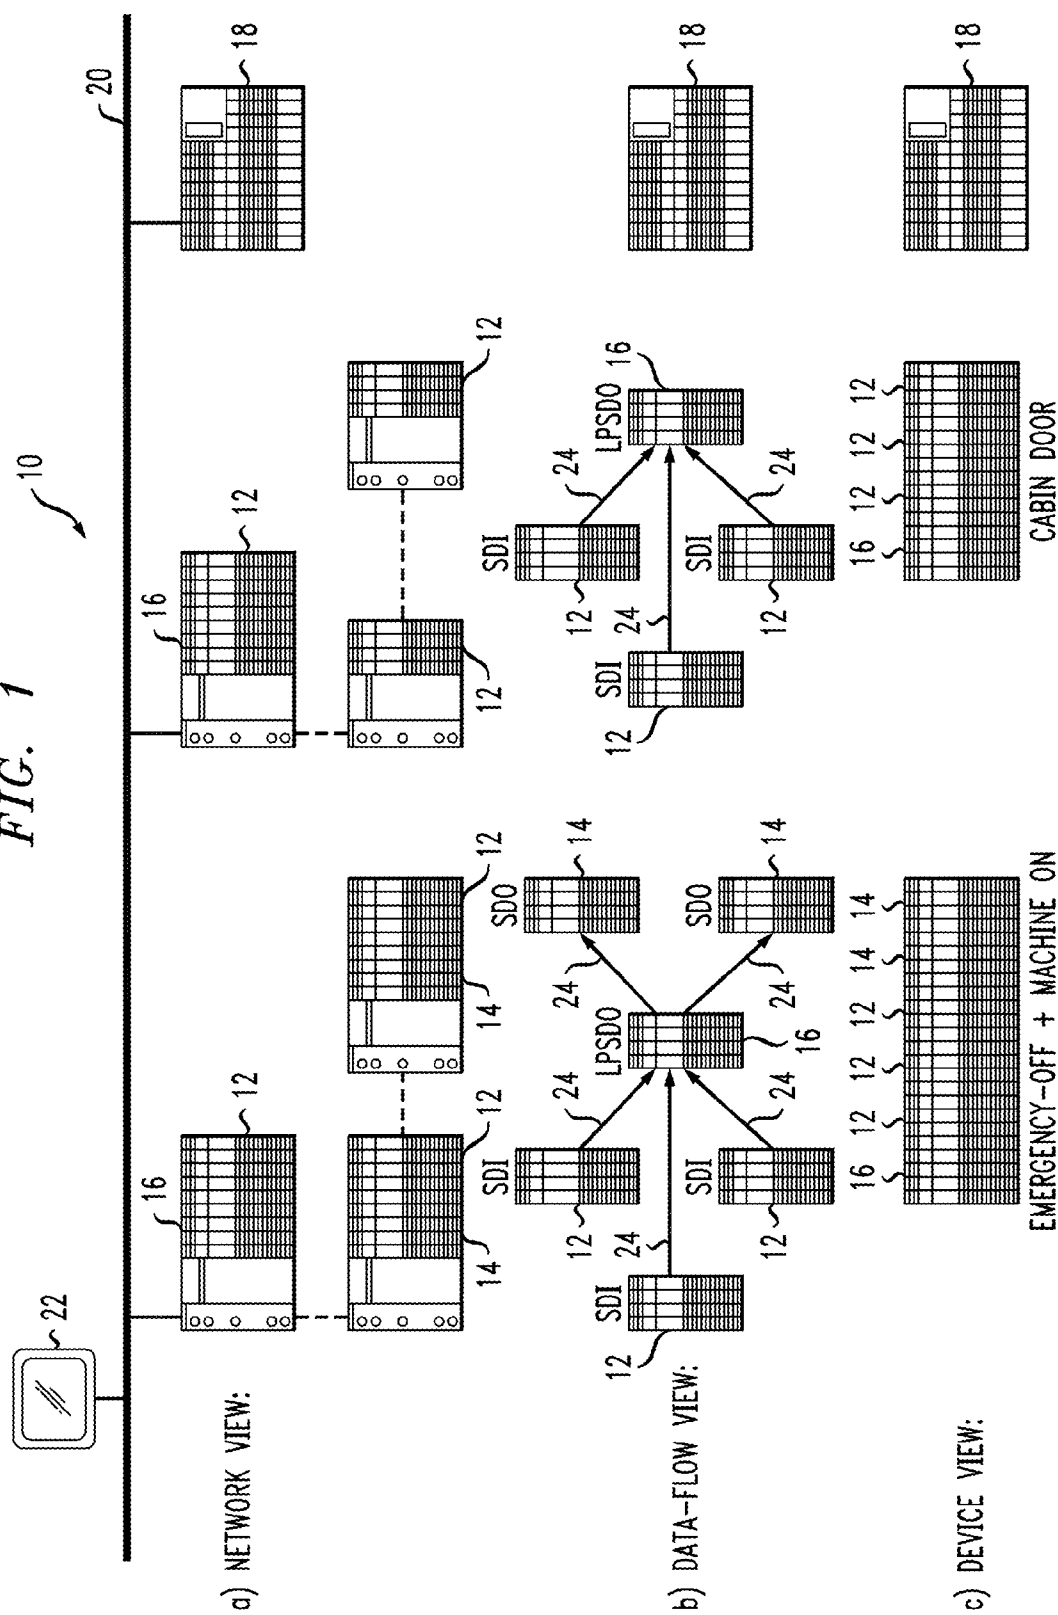 FIG. 1
10
22
20
16
16
a) NETWORK VIEW:
12
12
18
14
12
14
12
12
12
SDI
SDO
SDI
24
24
14
24
12
12
SDI
LPSDO
SDI
LPSDO
16
12
12
24
24
b) DATA-FLOW VIEW:
18
SDI
SDO
SDI
12
24
24
14
12
24
16
16 12 12 12 14 14
16 12 12 12
c) DEVICE VIEW:
18
EMERGENCY-OFF + MACHINE ON
CABIN DOOR